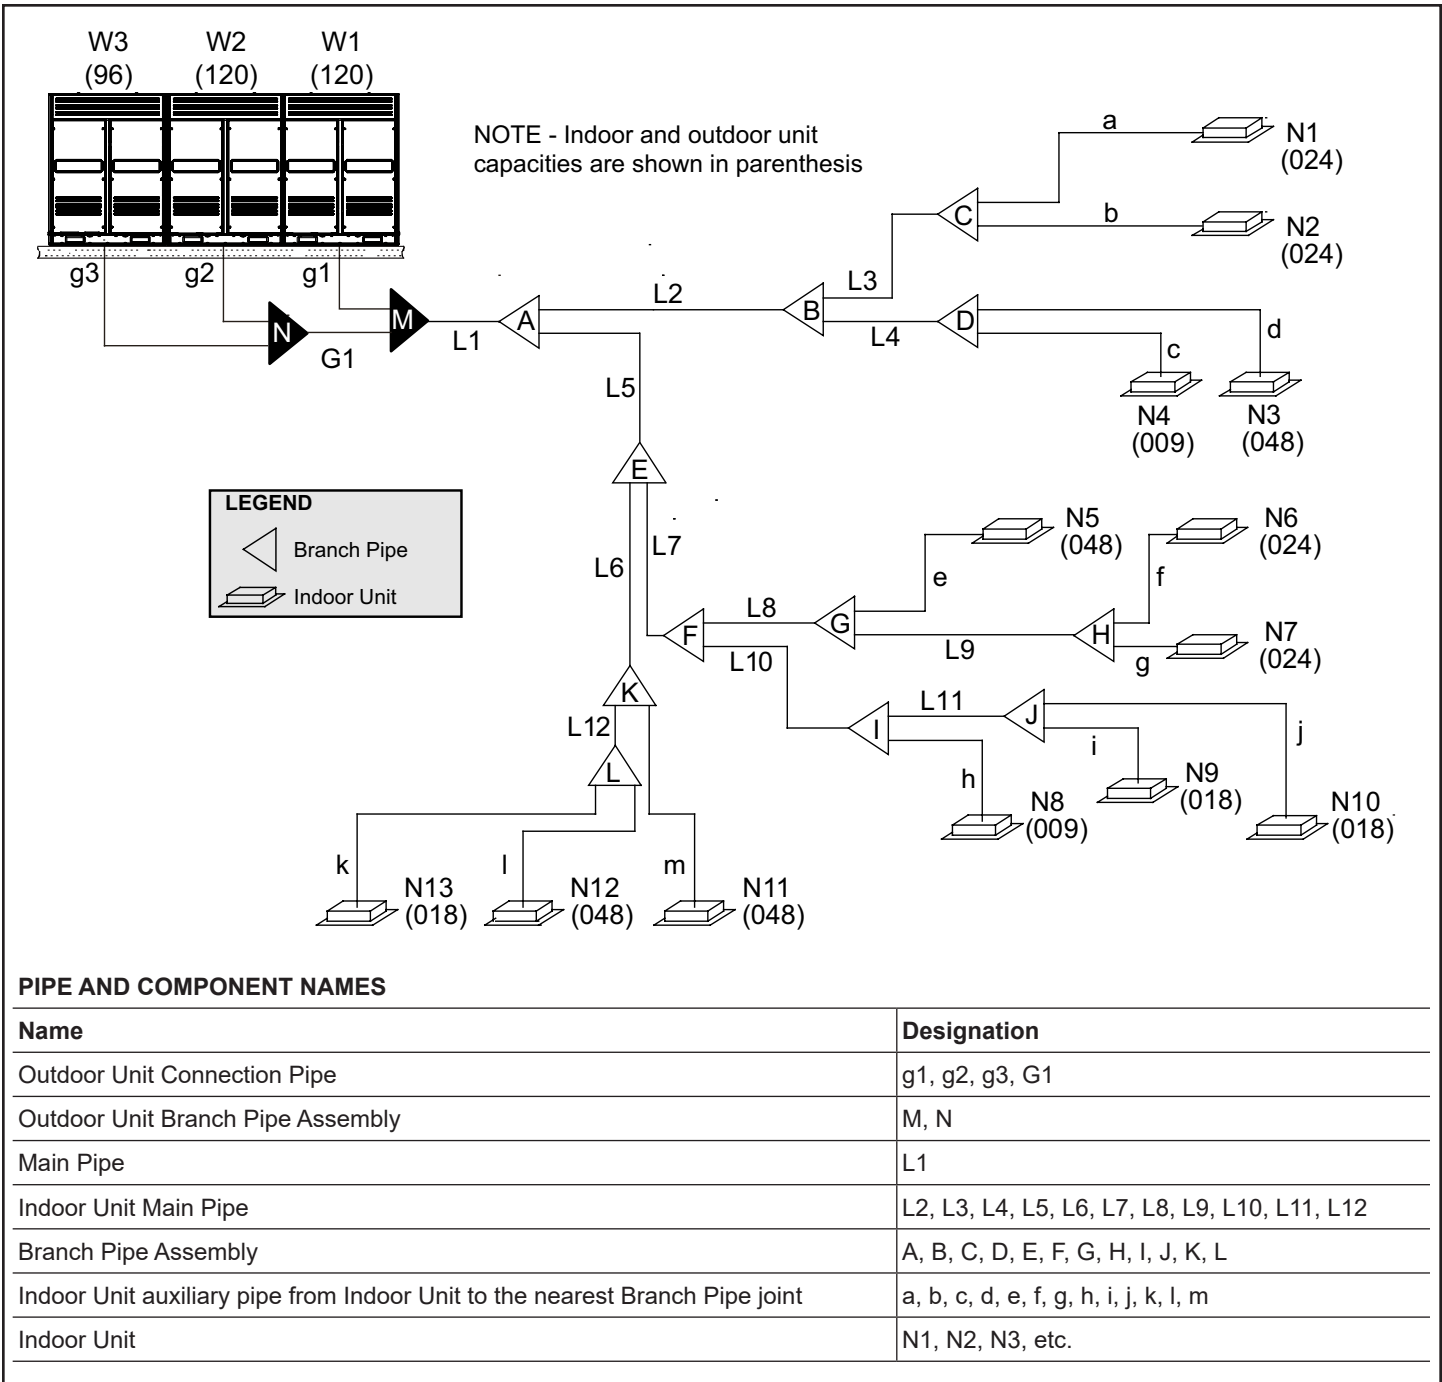 W3
(96)
W2
(120)
W1
(120)
NOTE - Indoor and outdoor unit
capacities are shown in parenthesis
a
N1
(024)
C
b
N2
(024)
g3
g2
g1
L3
L2
N
M
A
B
D
L1
L4
G1
d
c
L5
N4
(009)
N3
(048)
E
LEGEND
Branch Pipe
Indoor Unit
L7
L6
N5
(048)
N6
(024)
e
f
L8
G
F
H
L9
L10
g
N7
(024)
K
L11
J
I
L12
L
i
j
h
N8
(009)
N9
(018)
N10
(018)
k
l
m
N13
(018)
N12
(048)
N11
(048)
PIPE AND COMPONENT NAMES
Name
Designation
Outdoor Unit Connection Pipe
g1, g2, g3, G1
Outdoor Unit Branch Pipe Assembly
M, N
Main Pipe
L1
Indoor Unit Main Pipe
L2, L3, L4, L5, L6, L7, L8, L9, L10, L11, L12
Branch Pipe Assembly
A, B, C, D, E, F, G, H, I, J, K, L
Indoor Unit auxiliary pipe from Indoor Unit to the nearest Branch Pipe joint
a, b, c, d, e, f, g, h, i, j, k, l, m
Indoor Unit
N1, N2, N3, etc.